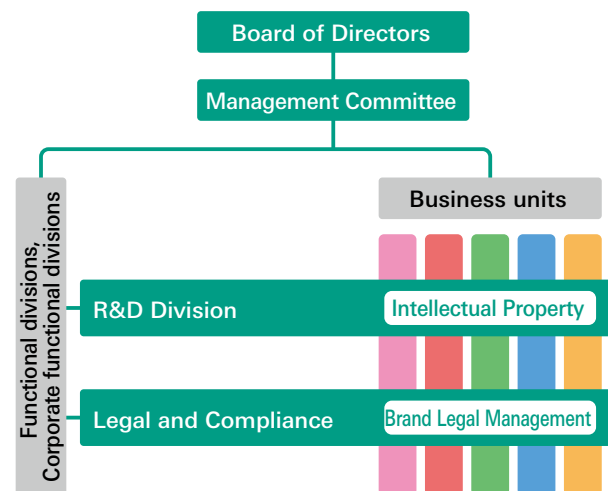 Board of Directors
Management Committee
Functional divisions,
Corporate functional divisions
Business units
R&D Division
Intellectual Property
Legal and Compliance
Brand Legal Management